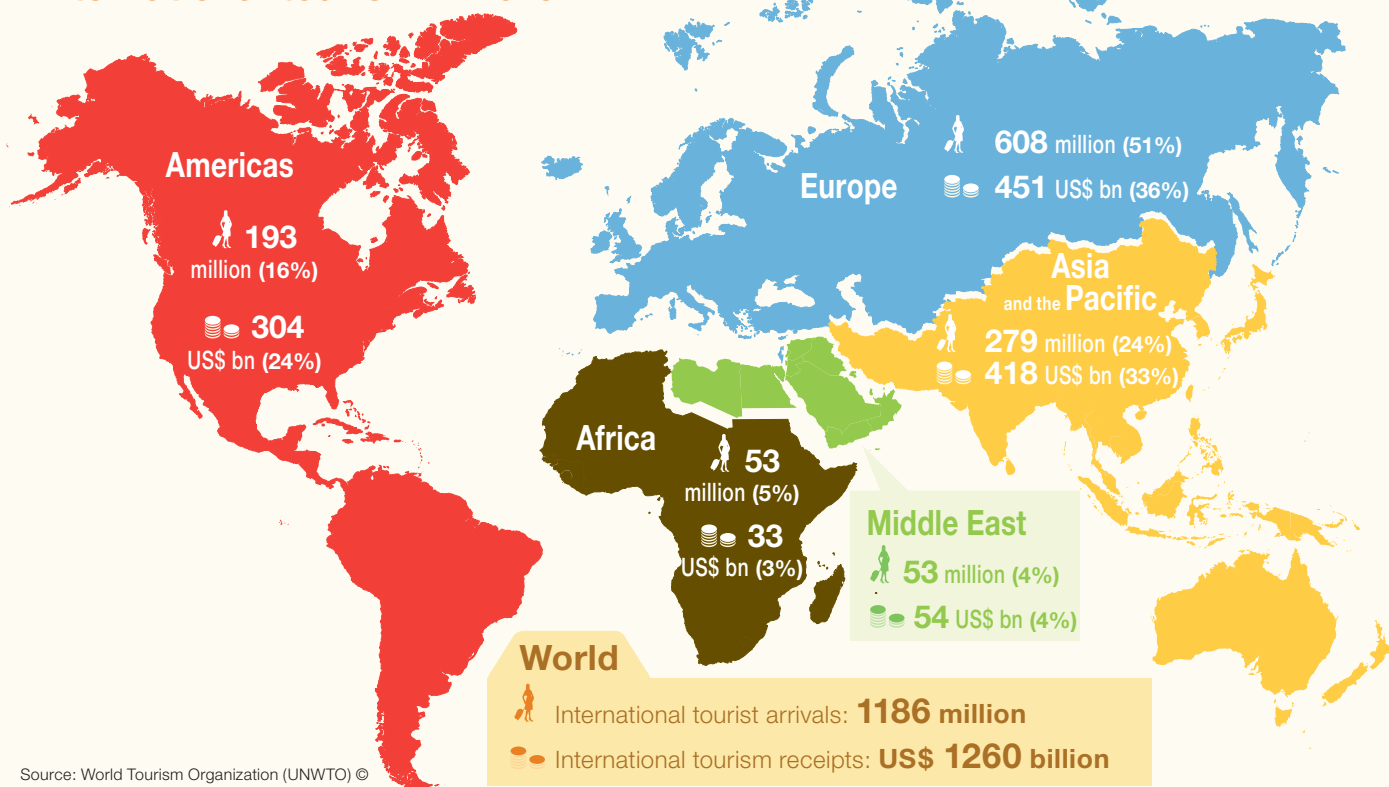 Americas
193
million (16%)
304
US$ bn (24%)
Europe
608 million (51%)
451 US$ bn (36%)
Asia
and the Pacific
279 million (24%)
418 US$ bn (33%)
Africa
53
million (5%)
33
US$ bn (3%)
Middle East
53 million (4%)
54 US$ bn (4%)
World
International tourist arrivals: 1186 million
International tourism receipts: US$ 1260 billion
Source: World Tourism Organization (UNWTO) ©